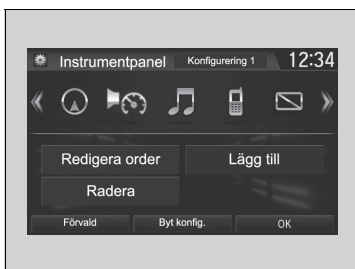 Instrumentpanel Konfigurering 1 12:34
Redigera order Lägg till
Radera
Förvald Byt konfig. OK